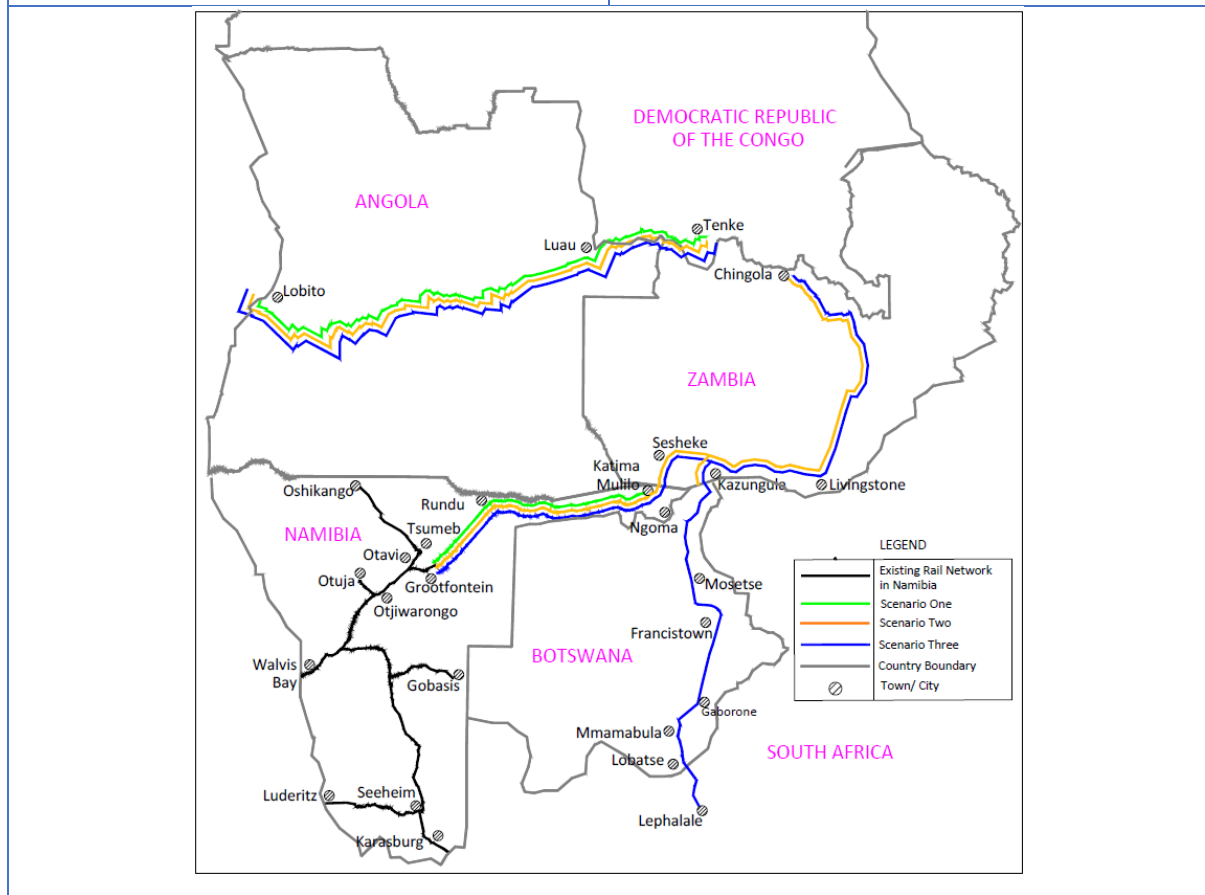 DEMOCRATIC REPUBLIC
OF THE CONGO
ANGOLA
Tenke
Luau
Chingola
Lobito
ZAMBIA
Sesheke
Katima
Mulilo
Kazungula
Livingstone
Oshikango
Rundu
Ngoma
NAMIBIA
Tsumeb
Otavi
Otuja
Grootfontein
Otjiwarongo
Mosetse
Francistown
BOTSWANA
Walvis
Bay
Gobasis
Gaborone
Mmamabula
Lobatse
SOUTH AFRICA
Luderitz
Seeheim
Lephalale
Karasburg
LEGEND
Existing Rail Network
in Namibia
Scenario One
Scenario Two
Scenario Three
Country Boundary
Town/ City